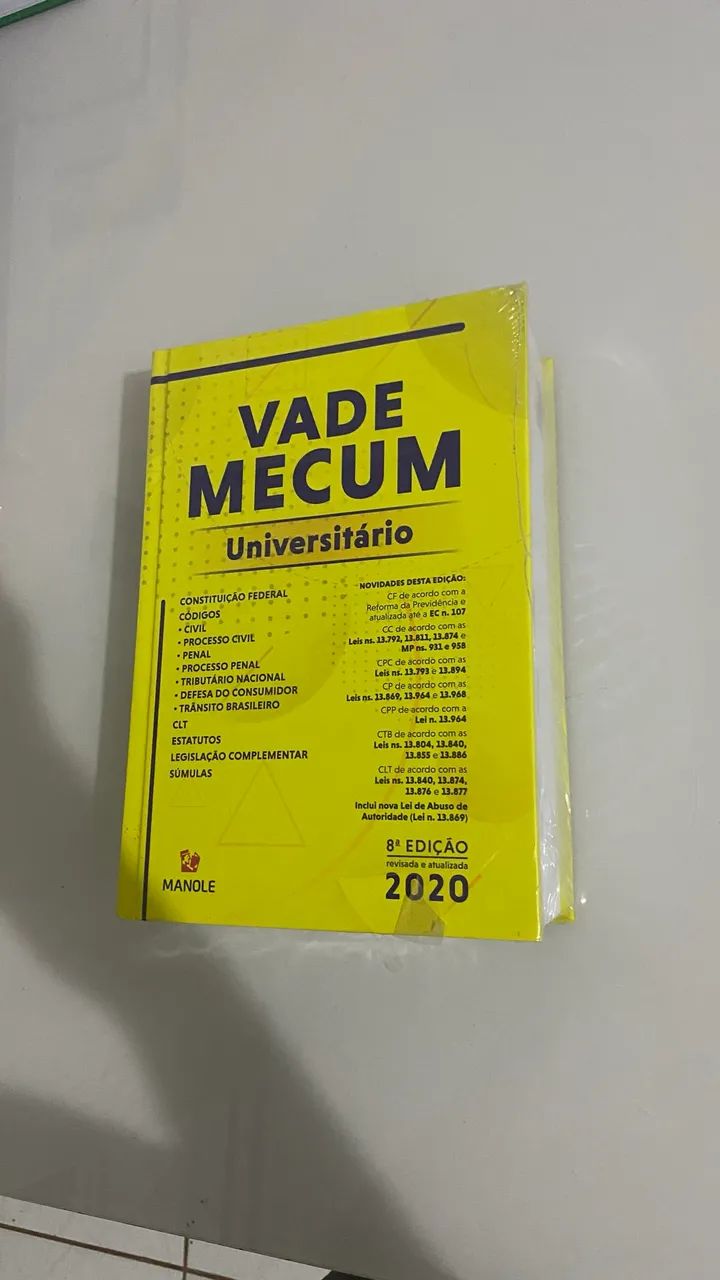 VADE
MECUM
Universitário
CONSTITUIÇÃO FEDERAL
CÓDIGOS
• CIVIL
• PROCESSO CIVIL
• PENAL
• PROCESSO PENAL
• TRIBUTÁRIO NACIONAL
• DEFESA DO CONSUMIDOR
• TRÂNSITO BRASILEIRO
CLT
ESTATUTOS
LEGISLAÇÃO COMPLEMENTAR
SÚMULAS
NOVIDADES DESTA EDIÇÃO:
CF de acordo com a
Reforma da Previdência e
atualizada até a EC n. 107
CC de acordo com as
Leis ns. 13.792, 13.811, 13.874 e
MP ns. 931 e 958
CPC de acordo com as
Leis ns. 13.793 e 13.894
CP de acordo com as
Leis ns. 13.869, 13.964 e 13.968
CPP de acordo com a
Lei n. 13.964
CTB de acordo com as
Leis ns. 13.804, 13.840,
13.855 e 13.886
CLT de acordo com as
Leis ns. 13.840, 13.874,
13.876 e 13.877
Inclui nova Lei de Abuso de
Autoridade (Lei n. 13.869)
8ª EDIÇÃO
revisada e atualizada
2020
MANOLE